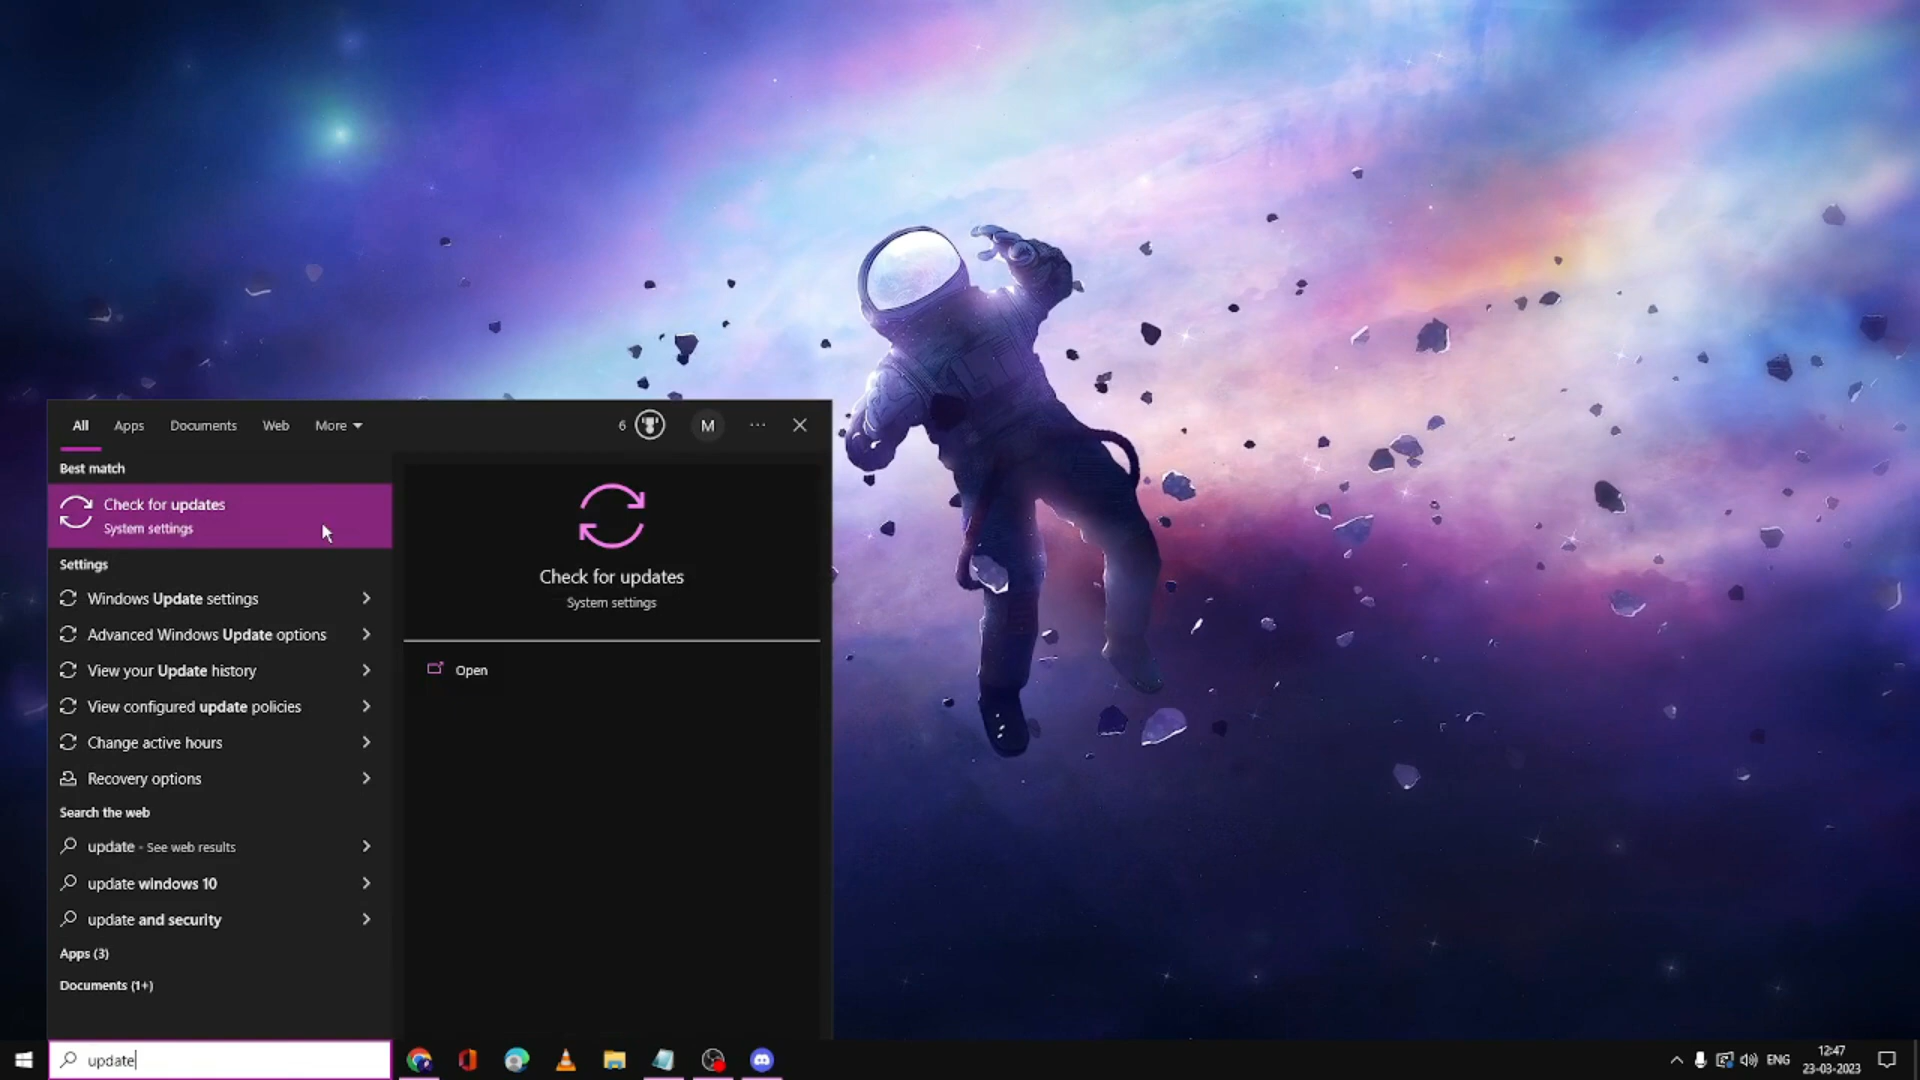 All Apps Documents Web More 6 M
Best match
Check for updates
System settings
Settings
Windows Update settings
Advanced Windows Update options
View your Update history
View configured update policies
Change active hours
Recovery options
Search the web
update - See web results
update windows 10
update and security
Apps (3)
Documents (1+)
Check for updates
System settings
Open
update
ENG
12:47
23-03-2023